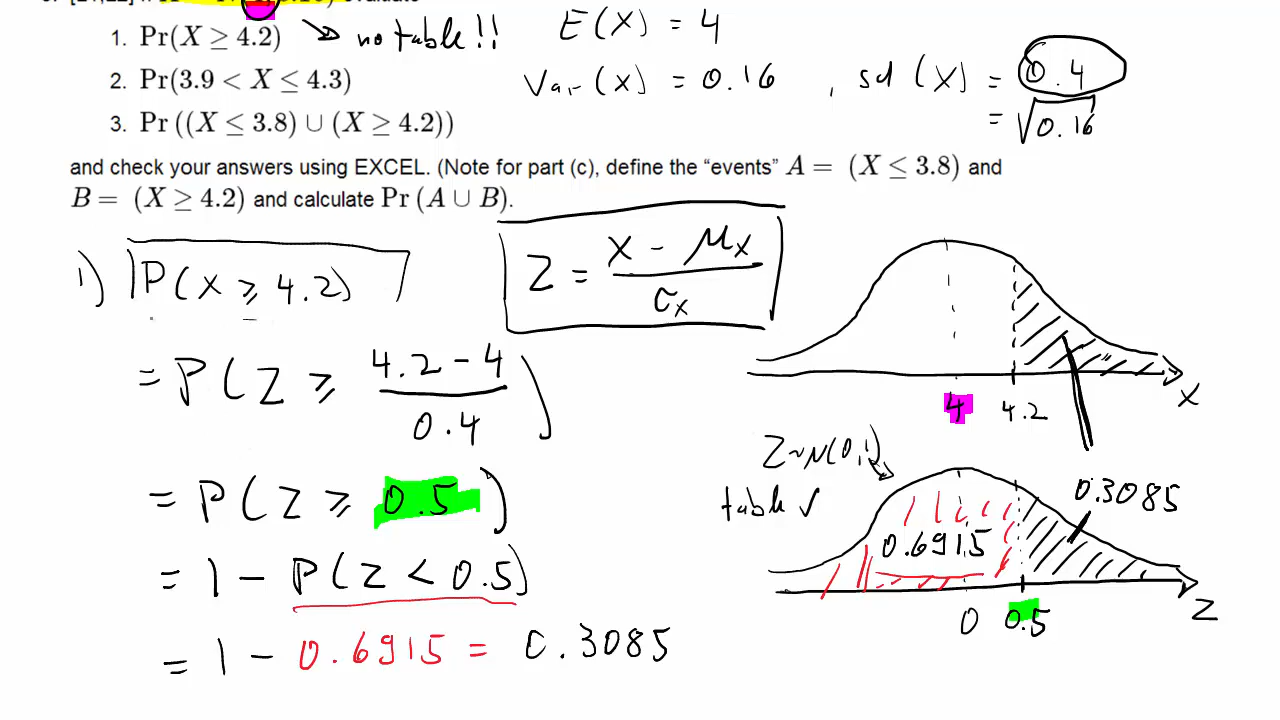 1. Pr(X ≥ 4.2) → no table!! E(X) = 4
2. Pr(3.9 < X ≤ 4.3) Var(X) = 0.16 , sd(X) = 0.4
3. Pr((X ≤ 3.8) ∪ (X ≥ 4.2)) = √0.16
and check your answers using EXCEL. (Note for part (c), define the “events” A = (X ≤ 3.8) and
B = (X ≥ 4.2) and calculate Pr (A ∪ B).
1) P(X ≥ 4.2)
Z = (X - μx)/σx
= P(Z ≥ (4.2 - 4)/0.4)
= P(Z ≥ 0.5)
= 1 - P(Z < 0.5)
= 1 - 0.6915 = 0.3085
4 4.2 X
Z~N(0,1)
table ✓
0.3085
0.6915
0 0.5 Z